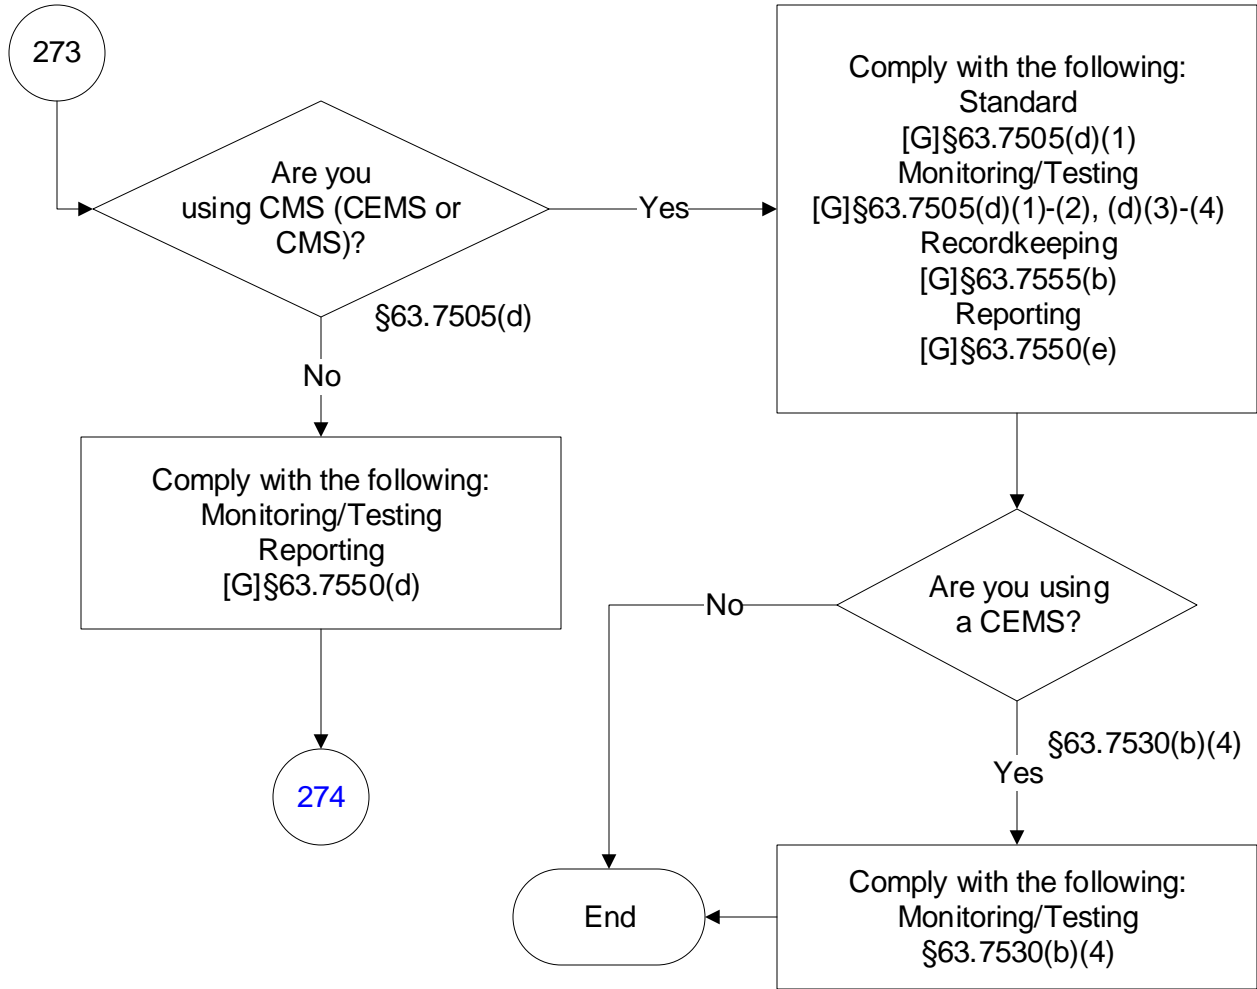 273
Are you
using CMS (CEMS or
CMS)?
§63.7505(d)
Yes
Comply with the following:
Standard
[G]§63.7505(d)(1)
Monitoring/Testing
[G]§63.7505(d)(1)-(2), (d)(3)-(4)
Recordkeeping
[G]§63.7555(b)
Reporting
[G]§63.7550(e)
No
Comply with the following:
Monitoring/Testing
Reporting
[G]§63.7550(d)
274
Are you using
a CEMS?
No
§63.7530(b)(4)
Yes
Comply with the following:
Monitoring/Testing
§63.7530(b)(4)
End